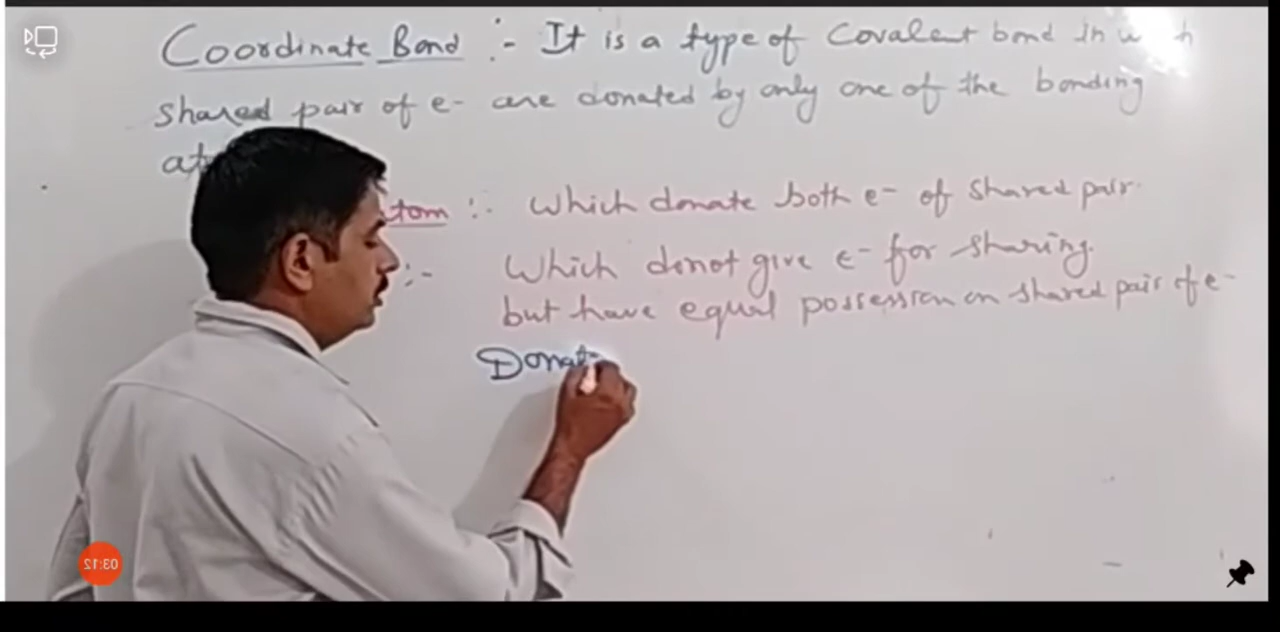 Coordinate Bond :- It is a type of Covalent bond in
shared pair of e- are donated by only one of the bonding
atom :- Which donate both e- of shared pair.
:- Which donot give e- for sharing.
but have equal possession on shared pair of e-
Donat
03:12